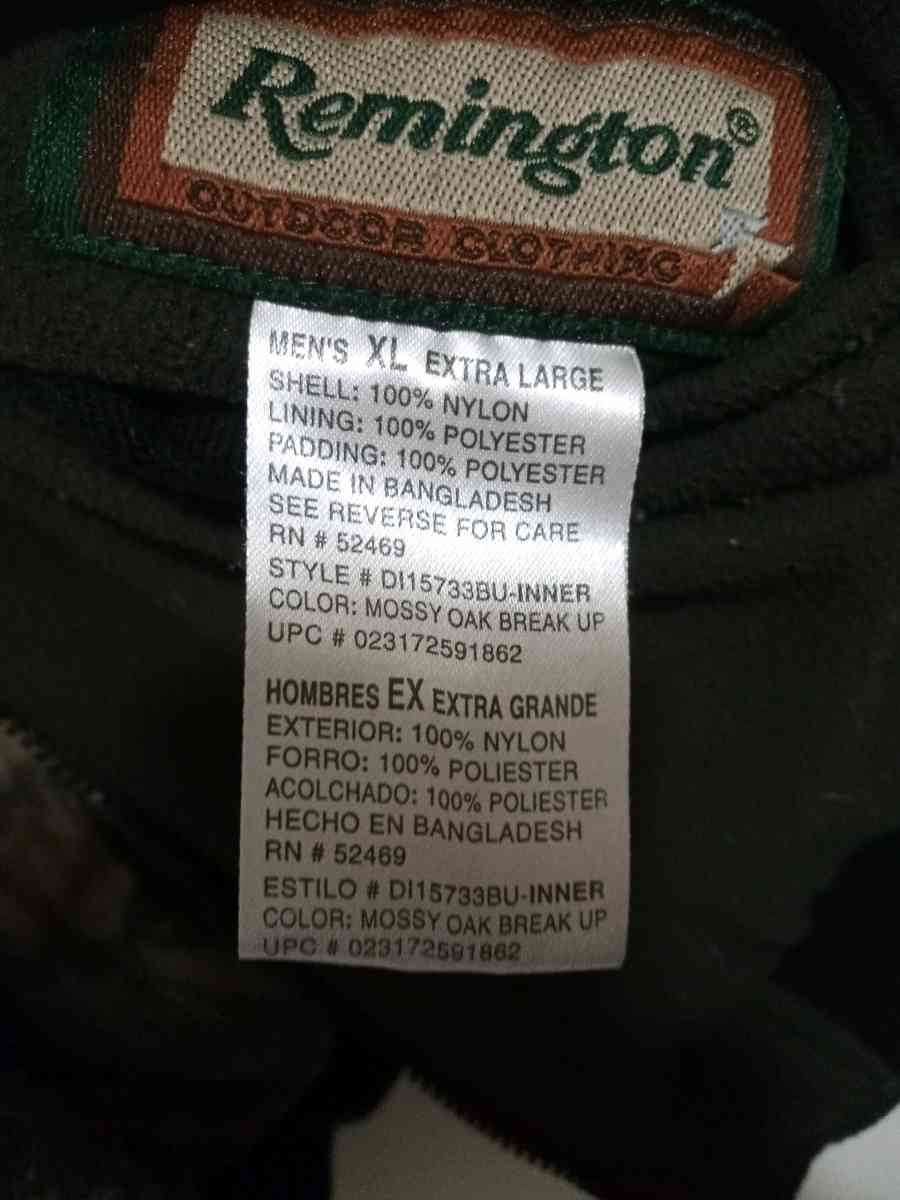 Remington®
OUTDOOR CLOTHING
MEN'S XL EXTRA LARGE
SHELL: 100% NYLON
LINING: 100% POLYESTER
PADDING: 100% POLYESTER
MADE IN BANGLADESH
SEE REVERSE FOR CARE
RN # 52469
STYLE # DI15733BU-INNER
COLOR: MOSSY OAK BREAK UP
UPC # 023172591862
HOMBRES EX EXTRA GRANDE
EXTERIOR: 100% NYLON
FORRO: 100% POLIESTER
ACOLCHADO: 100% POLIESTER
HECHO EN BANGLADESH
RN # 52469
ESTILO # DI15733BU-INNER
COLOR: MOSSY OAK BREAK UP
UPC # 023172591862